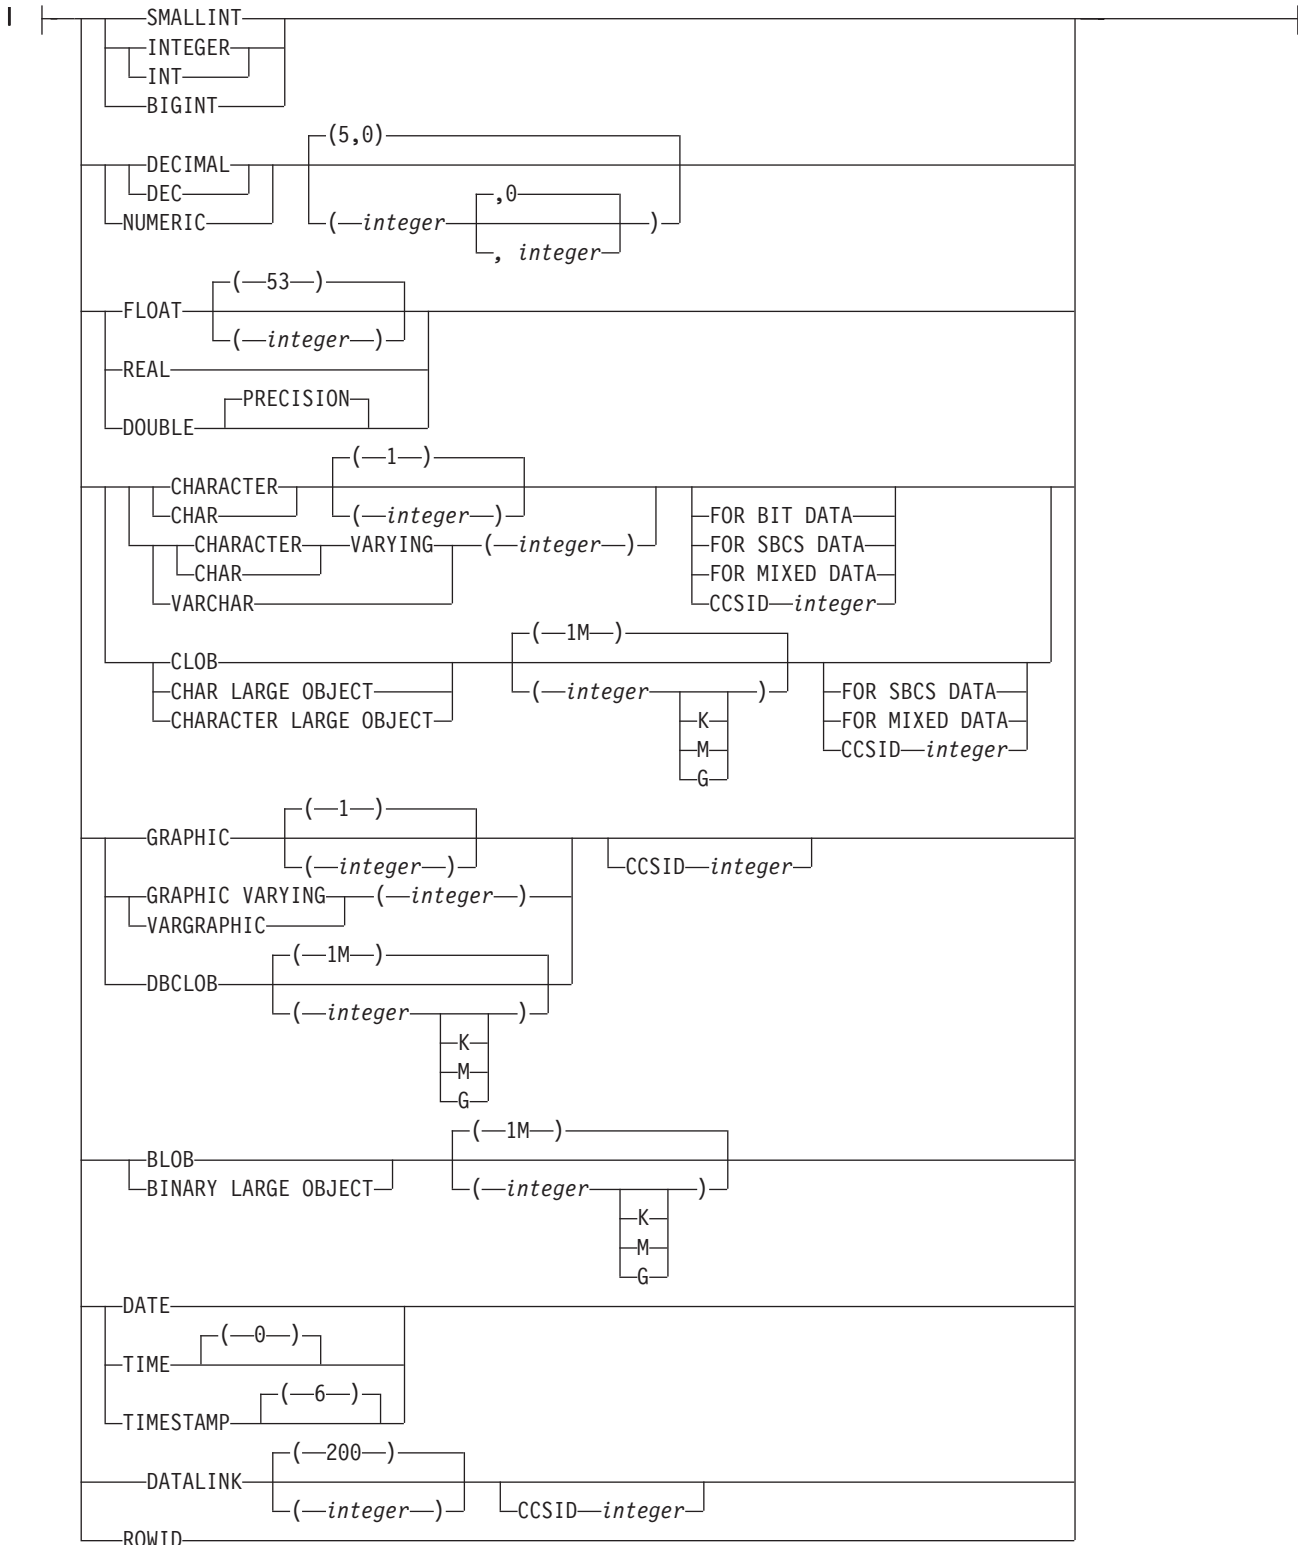 SMALLINT
INTEGER
INT
BIGINT
(5,0)
DECIMAL
DEC ,0
NUMERIC ( integer )
, integer
( 53 )
FLOAT
( integer )
REAL
PRECISION
DOUBLE
( 1 )
CHARACTER
CHAR ( integer ) FOR BIT DATA
CHARACTER VARYING ( integer ) FOR SBCS DATA
CHAR FOR MIXED DATA
VARCHAR CCSID integer
( 1M )
CLOB
CHAR LARGE OBJECT ( integer ) FOR SBCS DATA
CHARACTER LARGE OBJECT K FOR MIXED DATA
M CCSID integer
G
( 1 )
GRAPHIC
( integer ) CCSID integer
GRAPHIC VARYING ( integer )
VARGRAPHIC
( 1M )
DBCLOB
( integer )
K
M
G
( 1M )
BLOB
BINARY LARGE OBJECT ( integer )
K
M
G
DATE
( 0 )
TIME
( 6 )
TIMESTAMP
( 200 )
DATALINK
( integer ) CCSID integer
ROWID